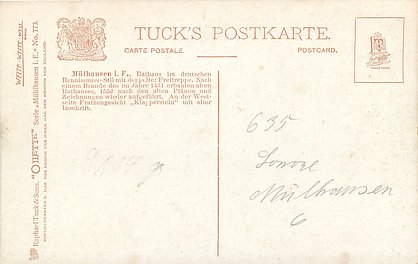 TUCK'S POSTKARTE.
CARTE POSTALE.
POSTCARD.
Mülhausen i. E., Rathaus im deutschen
Renaissance-Stil mit doppelter Freitreppe. Nach
einem Brande des im Jahre 1431 erbauten alten
Rathauses, 1552 nach den alten Plänen und
Zeichnungen wieder aufgeführt. An der West-
seite Fratzengesicht „Klapperstein" mit alter
Inschrift.
Raphael Tuck & Sons. "OILETTE" Serie „Mülhausen i. E." No. 773.
635
Mülhausen
6
TRADE MARK